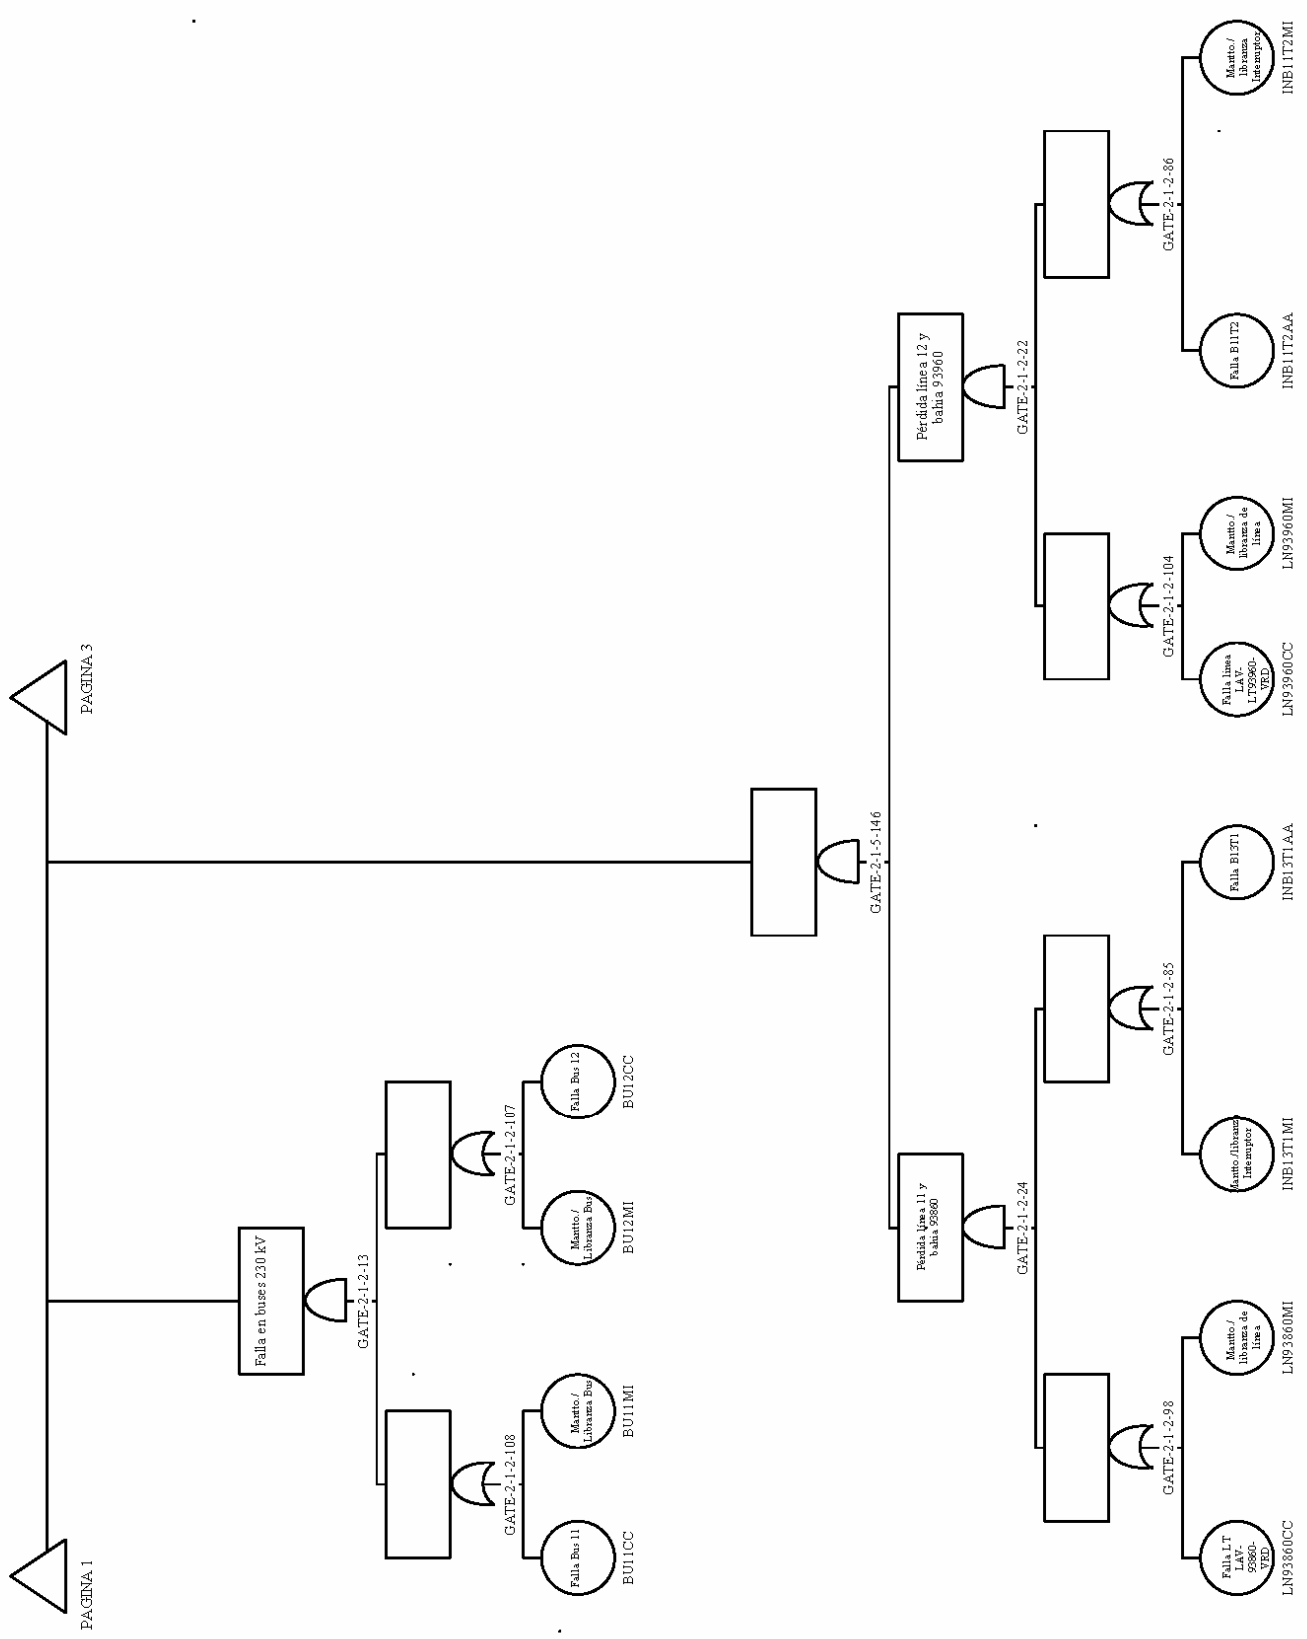 PAGINA 1
PAGINA 3
Falla en buses 230 kV
GATE-2-1-2-13
GATE-2-1-2-108
GATE-2-1-2-107
Falla Bus 11
BU11CC
Mantto./
Libranza Bus
BU11MI
Mantto./
Libranza Bus
BU12MI
Falla Bus 12
BU12CC
GATE-2-1-5-146
Pérdida línea 11 y
bahia 93860
GATE-2-1-2-24
Pérdida línea 12 y
bahia 93960
GATE-2-1-2-22
GATE-2-1-2-98
GATE-2-1-2-85
GATE-2-1-2-104
GATE-2-1-2-86
Falla LT
LAV-
93860-
VRD
LN93860CC
Mantto./
libranza de
línea
LN93860MI
Mantto./libranz
Interruptor
INB13T1MI
Falla B13T1
INB13T1AA
Falla linea
LAV-
LT93960-
VRD
LN93960CC
Mantto./
libranza de
línea
LN93960MI
Falla B11T2
INB11T2AA
Mantto./
libranza
Interruptor
INB11T2MI